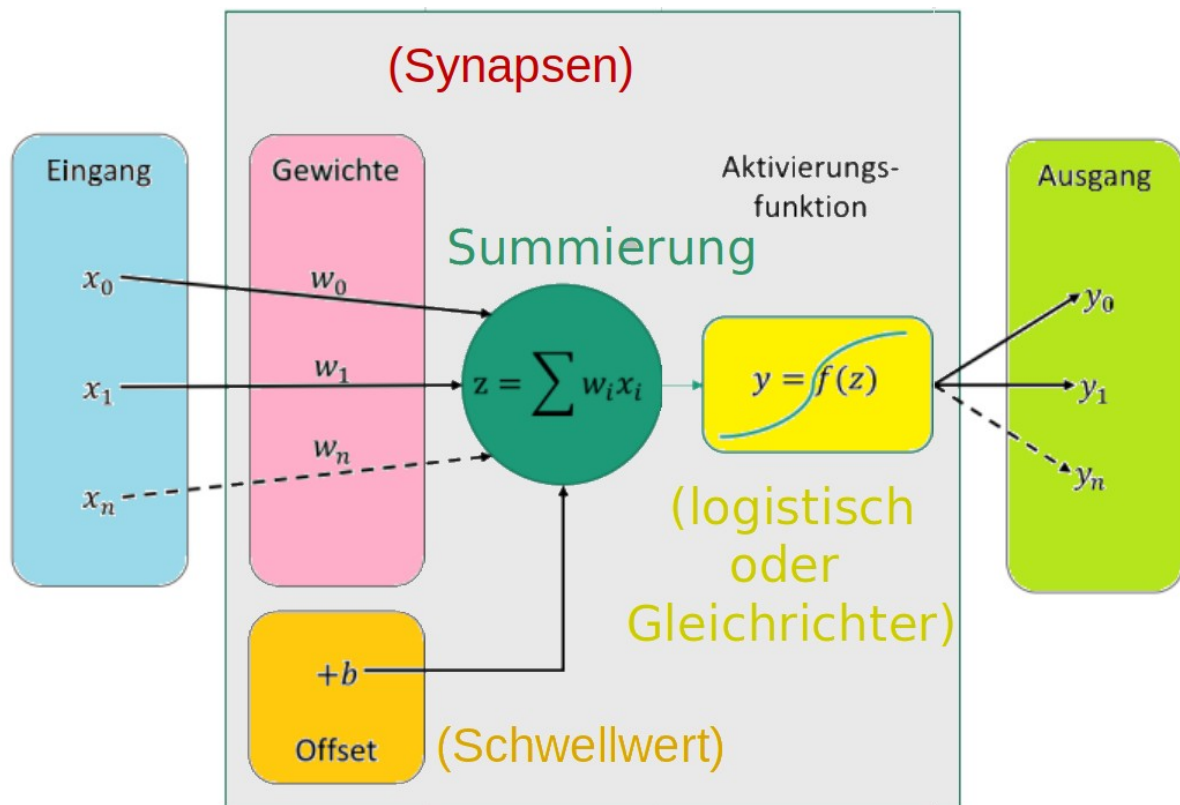 (Synapsen)
Eingang
Gewichte
Aktivierungs-
funktion
Ausgang
Summierung
x₀
w₀
y₀
x₁
w₁
z = ∑ wᵢxᵢ
y = f(z)
y₁
xₙ
wₙ
yₙ
(logistisch
oder
Gleichrichter)
+b
Offset
(Schwellwert)